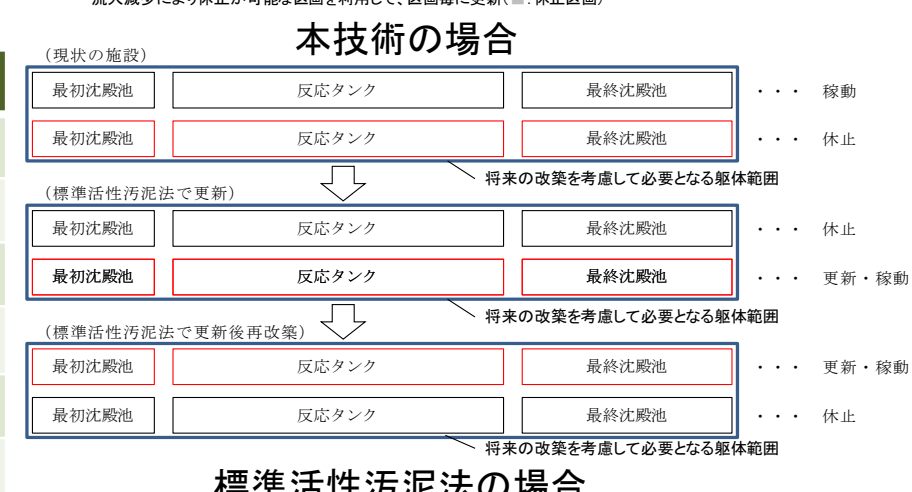 流入減少により休止が可能な区画を利用して、区画毎に更新(■:休止区画)
本技術の場合
(現状の施設)
最初沈殿池 反応タンク 最終沈殿池 ・・・ 稼動
最初沈殿池 反応タンク 最終沈殿池 ・・・ 休止
将来の改築を考慮して必要となる躯体範囲
(標準活性汚泥法で更新)
最初沈殿池 反応タンク 最終沈殿池 ・・・ 休止
最初沈殿池 反応タンク 最終沈殿池 ・・・ 更新・稼動
将来の改築を考慮して必要となる躯体範囲
(標準活性汚泥法で更新後再改築)
最初沈殿池 反応タンク 最終沈殿池 ・・・ 更新・稼動
最初沈殿池 反応タンク 最終沈殿池 ・・・ 休止
将来の改築を考慮して必要となる躯体範囲
標準活性汚泥法の場合